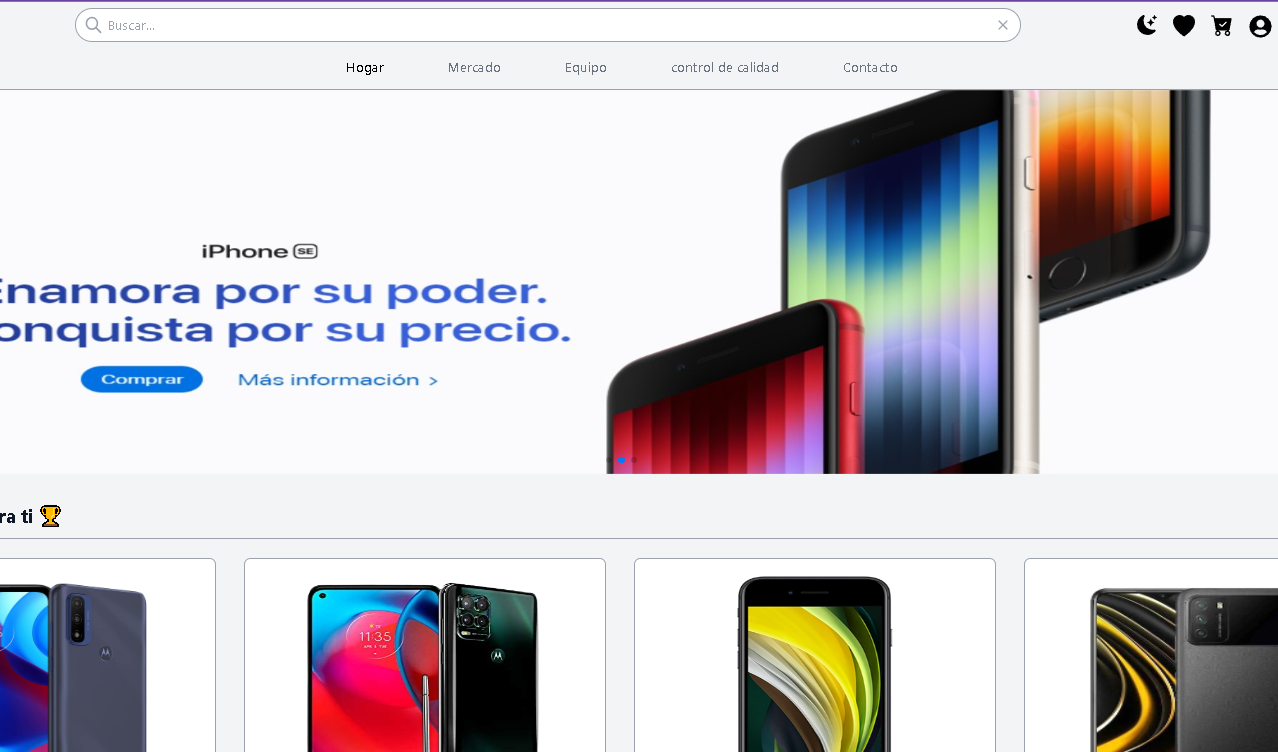 Buscar...
Hogar Mercado Equipo control de calidad Contacto
iPhone SE
Enamora por su poder.
onquista por su precio.
Comprar Más información >
ra ti
11:35